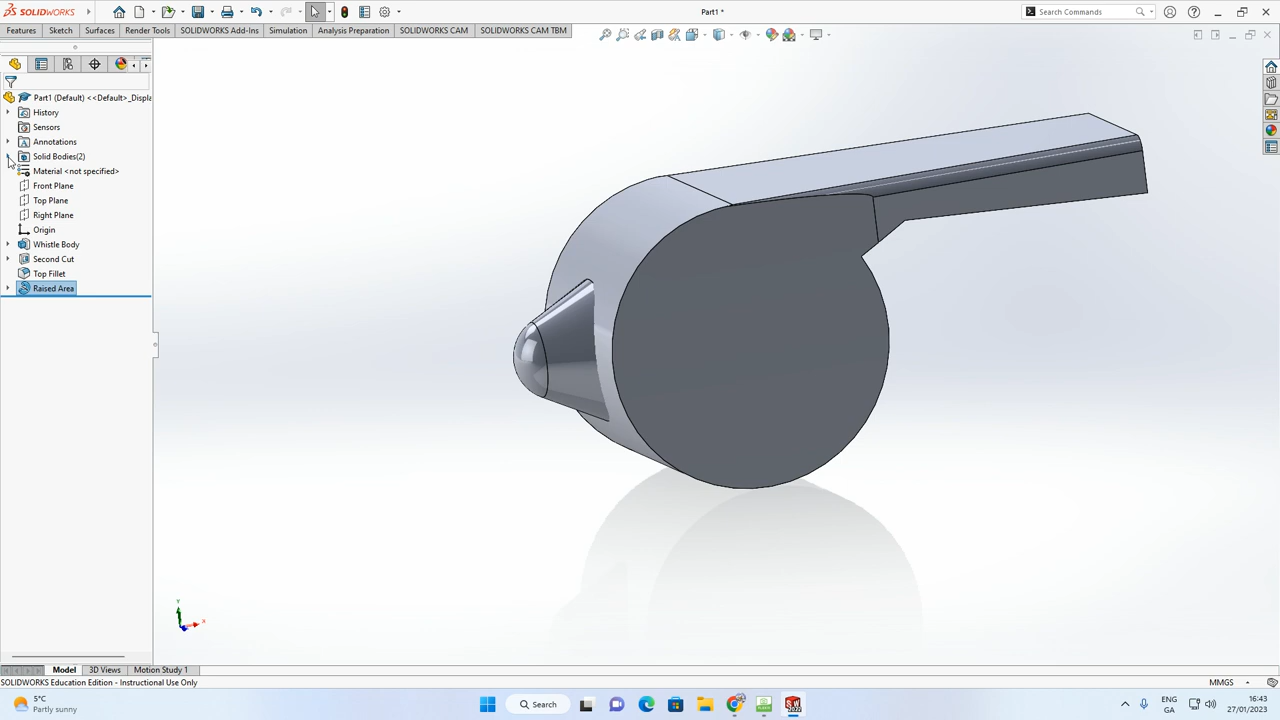 SOLIDWORKS
Part1 *
Search Commands
Features
Sketch
Surfaces
Render Tools
SOLIDWORKS Add-Ins
Simulation
Analysis Preparation
SOLIDWORKS CAM
SOLIDWORKS CAM TBM
Part1 (Default) <<Default>_Displa
History
Sensors
Annotations
Solid Bodies(2)
Material <not specified>
Front Plane
Top Plane
Right Plane
Origin
Whistle Body
Second Cut
Top Fillet
Raised Area
Y
X
Model
3D Views
Motion Study 1
SOLIDWORKS Education Edition - Instructional Use Only
MMGS
5°C
Partly sunny
Search
ENG
GA
16:43
27/01/2023